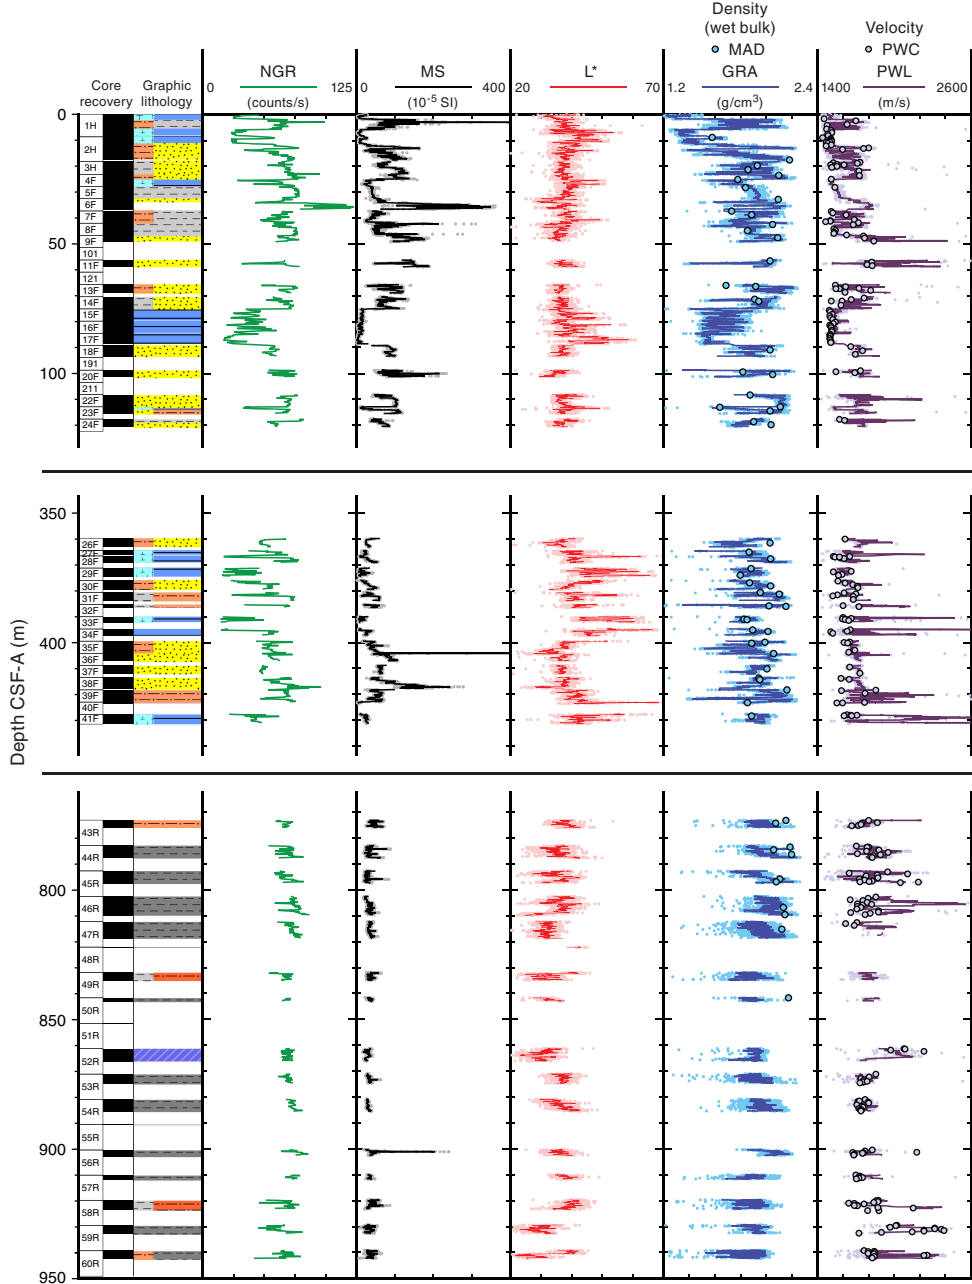 Density
(wet bulk)
Velocity
MAD
PWC
NGR
MS
L*
GRA
PWL
Core
recovery
Graphic
lithology
0 125
(counts/s)
0 400
(10⁻⁵ SI)
20 70
1.2 2.4
(g/cm³)
1400 2600
(m/s)
Depth CSF-A (m)
0
1H
2H
3H
4F
5F
6F
7F
8F
50
9F
101
11F
121
13F
14F
15F
16F
17F
18F
191
100
20F
211
22F
23F
24F
350
26F
27F
28F
29F
30F
31F
32F
33F
400
34F
35F
36F
37F
38F
39F
40F
41F
43R
44R
800
45R
46R
47R
48R
49R
50R
850
51R
52R
53R
54R
55R
900
56R
57R
58R
59R
60R
950